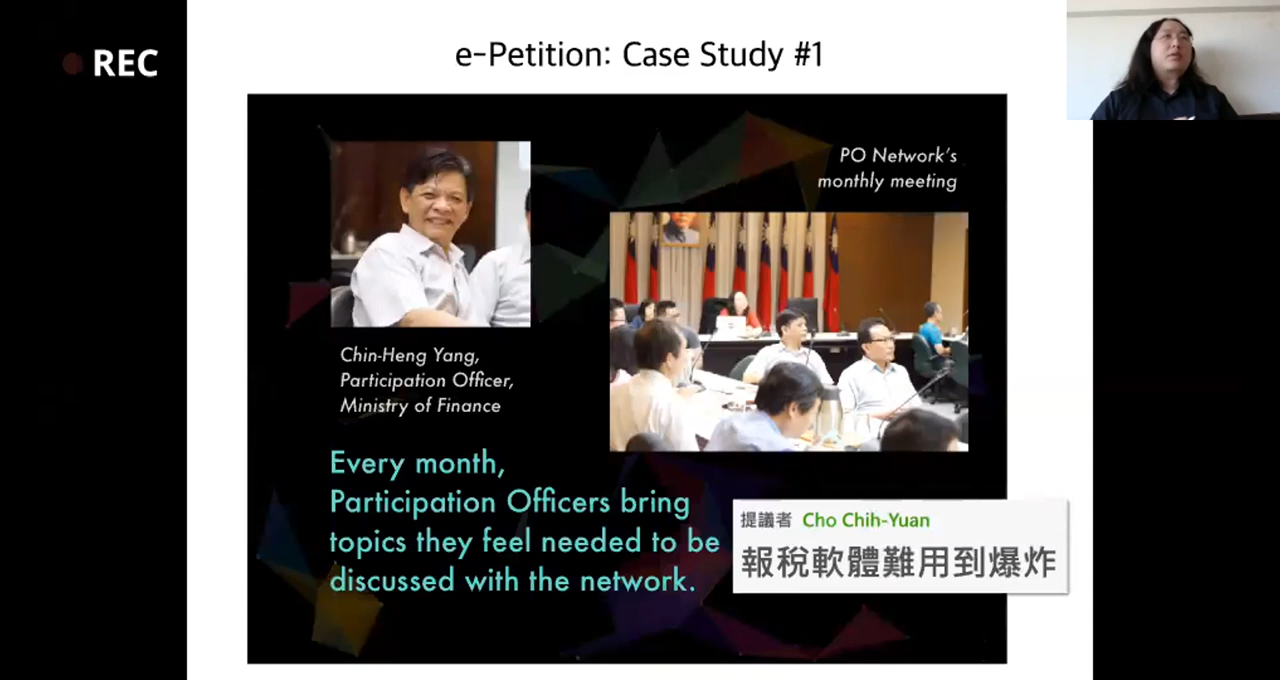 REC
e-Petition: Case Study #1
PO Network's
monthly meeting
Chin-Heng Yang,
Participation Officer,
Ministry of Finance
Every month,
Participation Officers bring
topics they feel needed to be
discussed with the network.
提議者 Cho Chih-Yuan
報稅軟體難用到爆炸